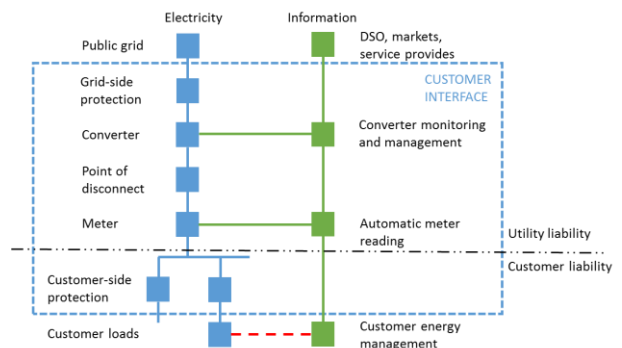 Electricity
Information
Public grid
DSO, markets,
service provides
Grid-side
protection
CUSTOMER
INTERFACE
Converter
Converter monitoring
and management
Point of
disconnect
Meter
Automatic meter
reading
Utility liability
Customer liability
Customer-side
protection
Customer loads
Customer energy
management